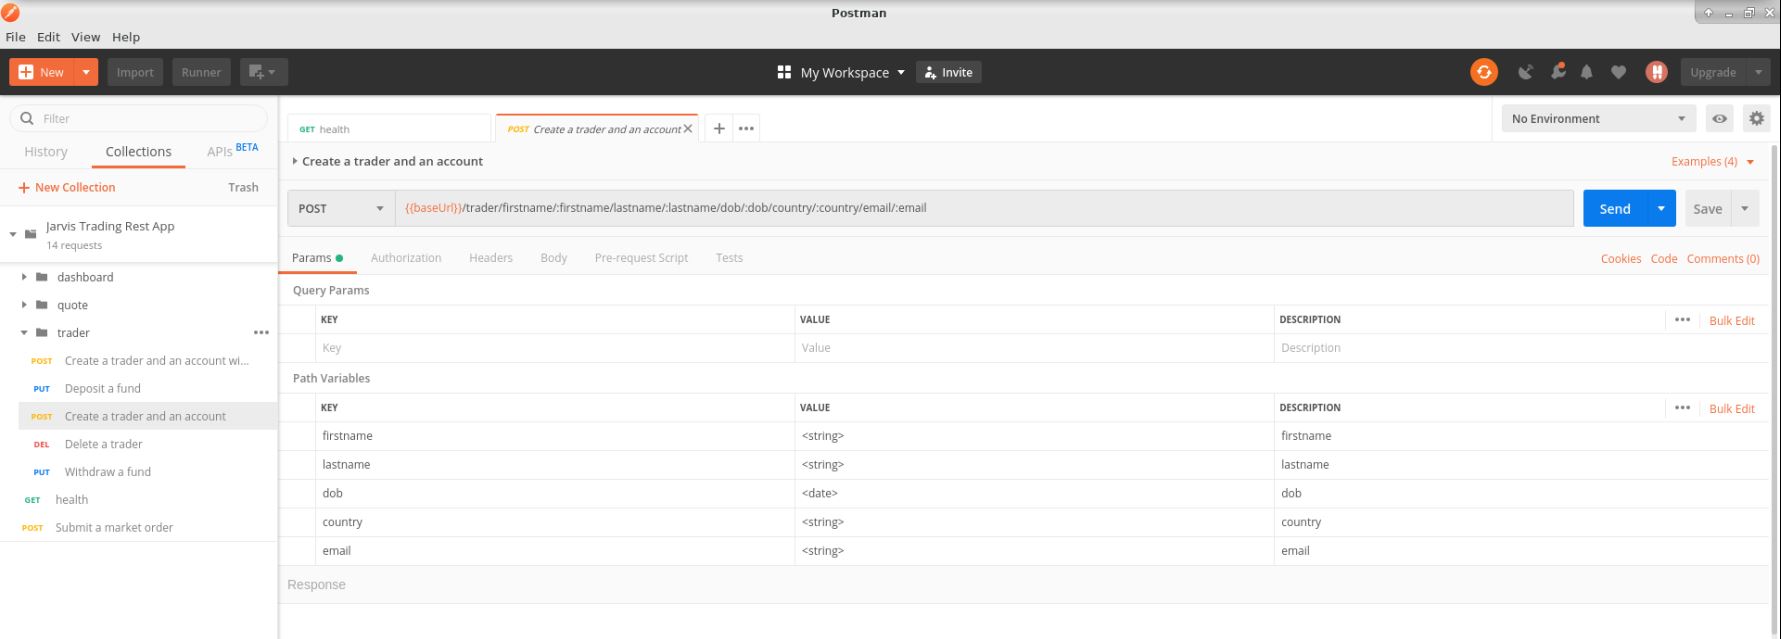 Postman
File Edit View Help
New Import Runner My Workspace Invite Upgrade
Filter
History Collections APIs BETA
New Collection Trash
Jarvis Trading Rest App
14 requests
dashboard
quote
trader
POST Create a trader and an account wi...
PUT Deposit a fund
POST Create a trader and an account
DEL Delete a trader
PUT Withdraw a fund
GET health
POST Submit a market order
GET health POST Create a trader and an account No Environment
Create a trader and an account Examples (4)
POST {{baseUrl}}/trader/firstname/:firstname/lastname/:lastname/dob/:dob/country/:country/email/:email Send Save
Params Authorization Headers Body Pre-request Script Tests Cookies Code Comments (0)
Query Params
KEY VALUE DESCRIPTION Bulk Edit
Key Value Description
Path Variables
KEY VALUE DESCRIPTION Bulk Edit
firstname <string> firstname
lastname <string> lastname
dob <date> dob
country <string> country
email <string> email
Response